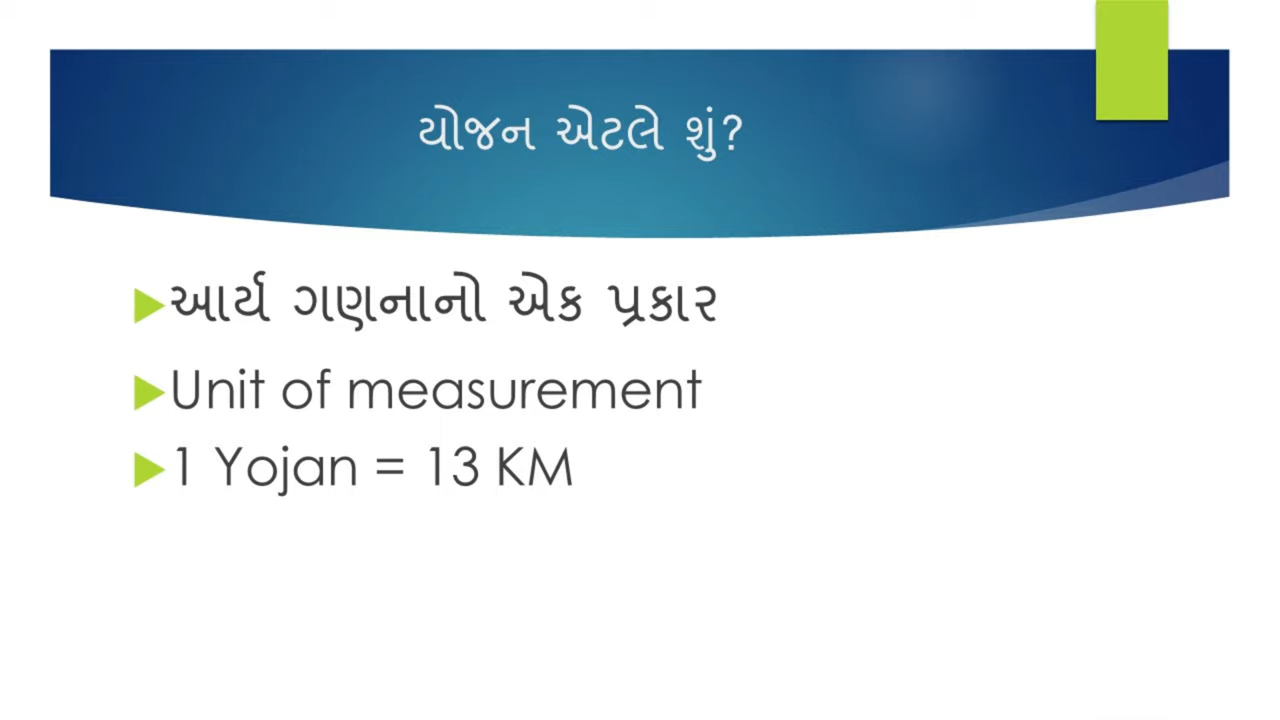 યોજન એટલે શું?
આર્ય ગણનાનો એક પ્રકાર
Unit of measurement
1 Yojan = 13 KM